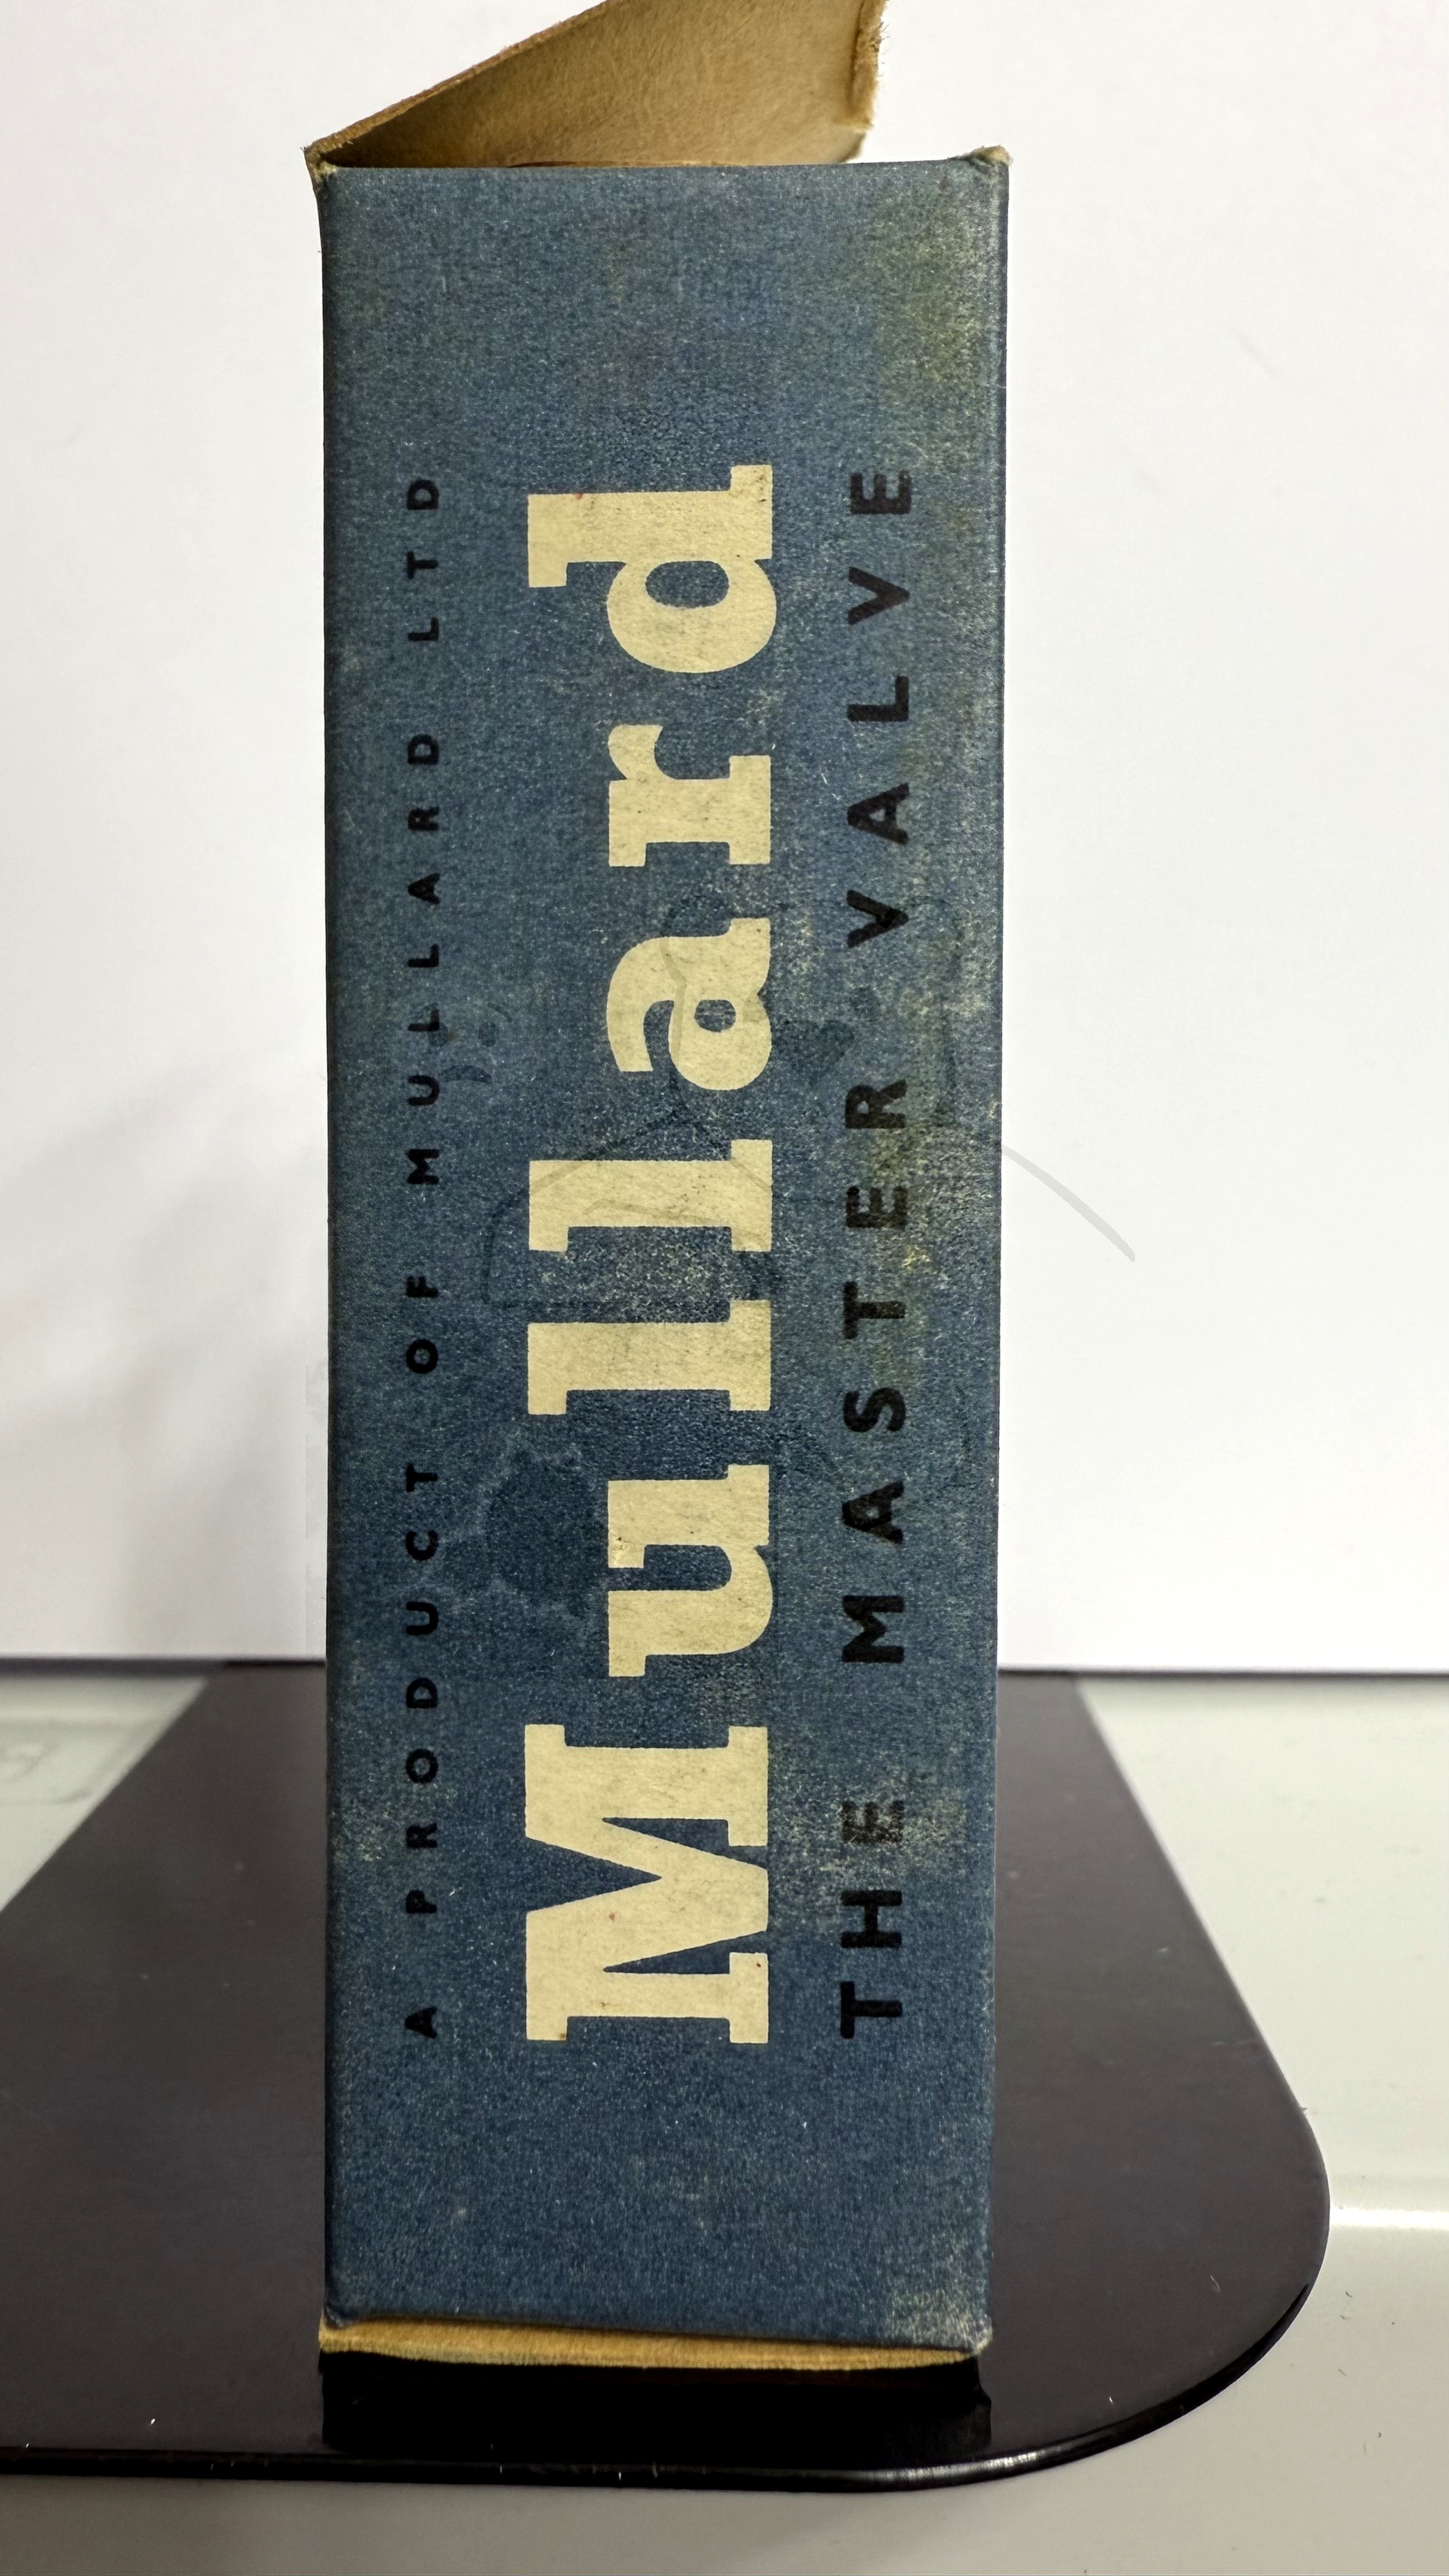 A PRODUCT OF MULLARD LTD
Mullard
THE MASTER VALVE